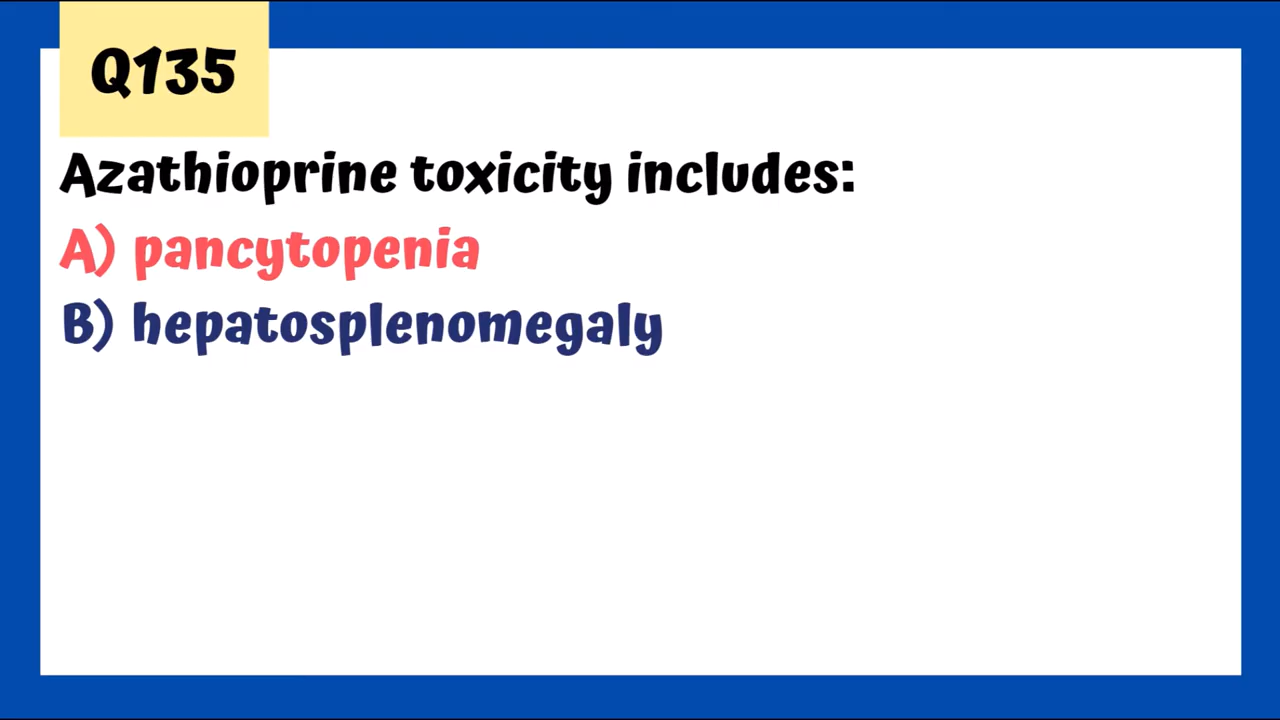 Q135
Azathioprine toxicity includes:
A) pancytopenia
B) hepatosplenomegaly